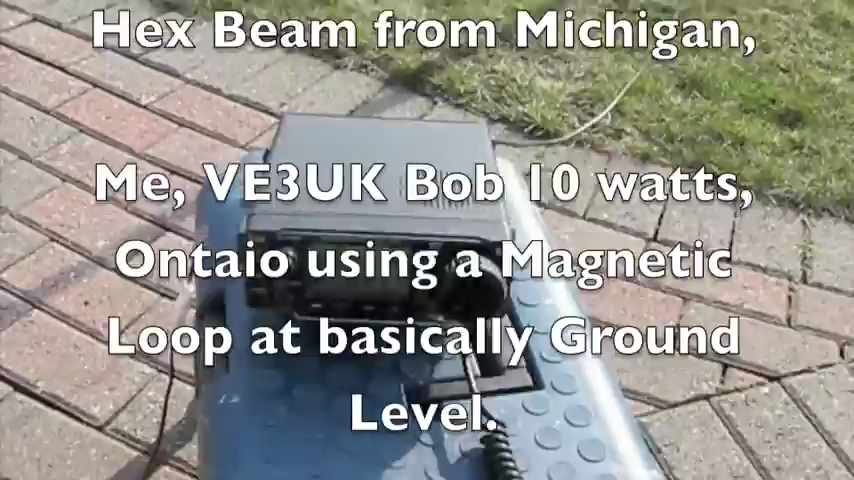 Hex Beam from Michigan,
Me, VE3UK Bob 10 watts,
Ontaio using a Magnetic
Loop at basically Ground
Level.